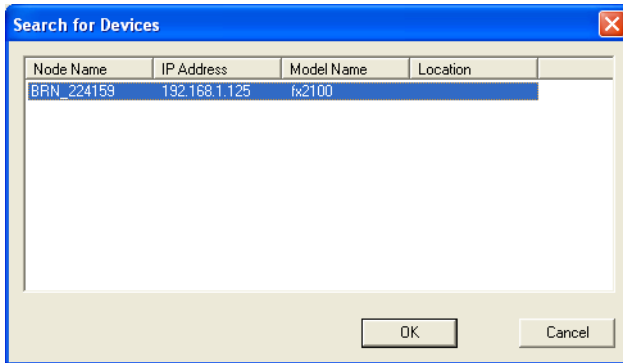 Search for Devices
Node Name IP Address Model Name Location
BRN_224159 192.168.1.125 fx2100
OK Cancel